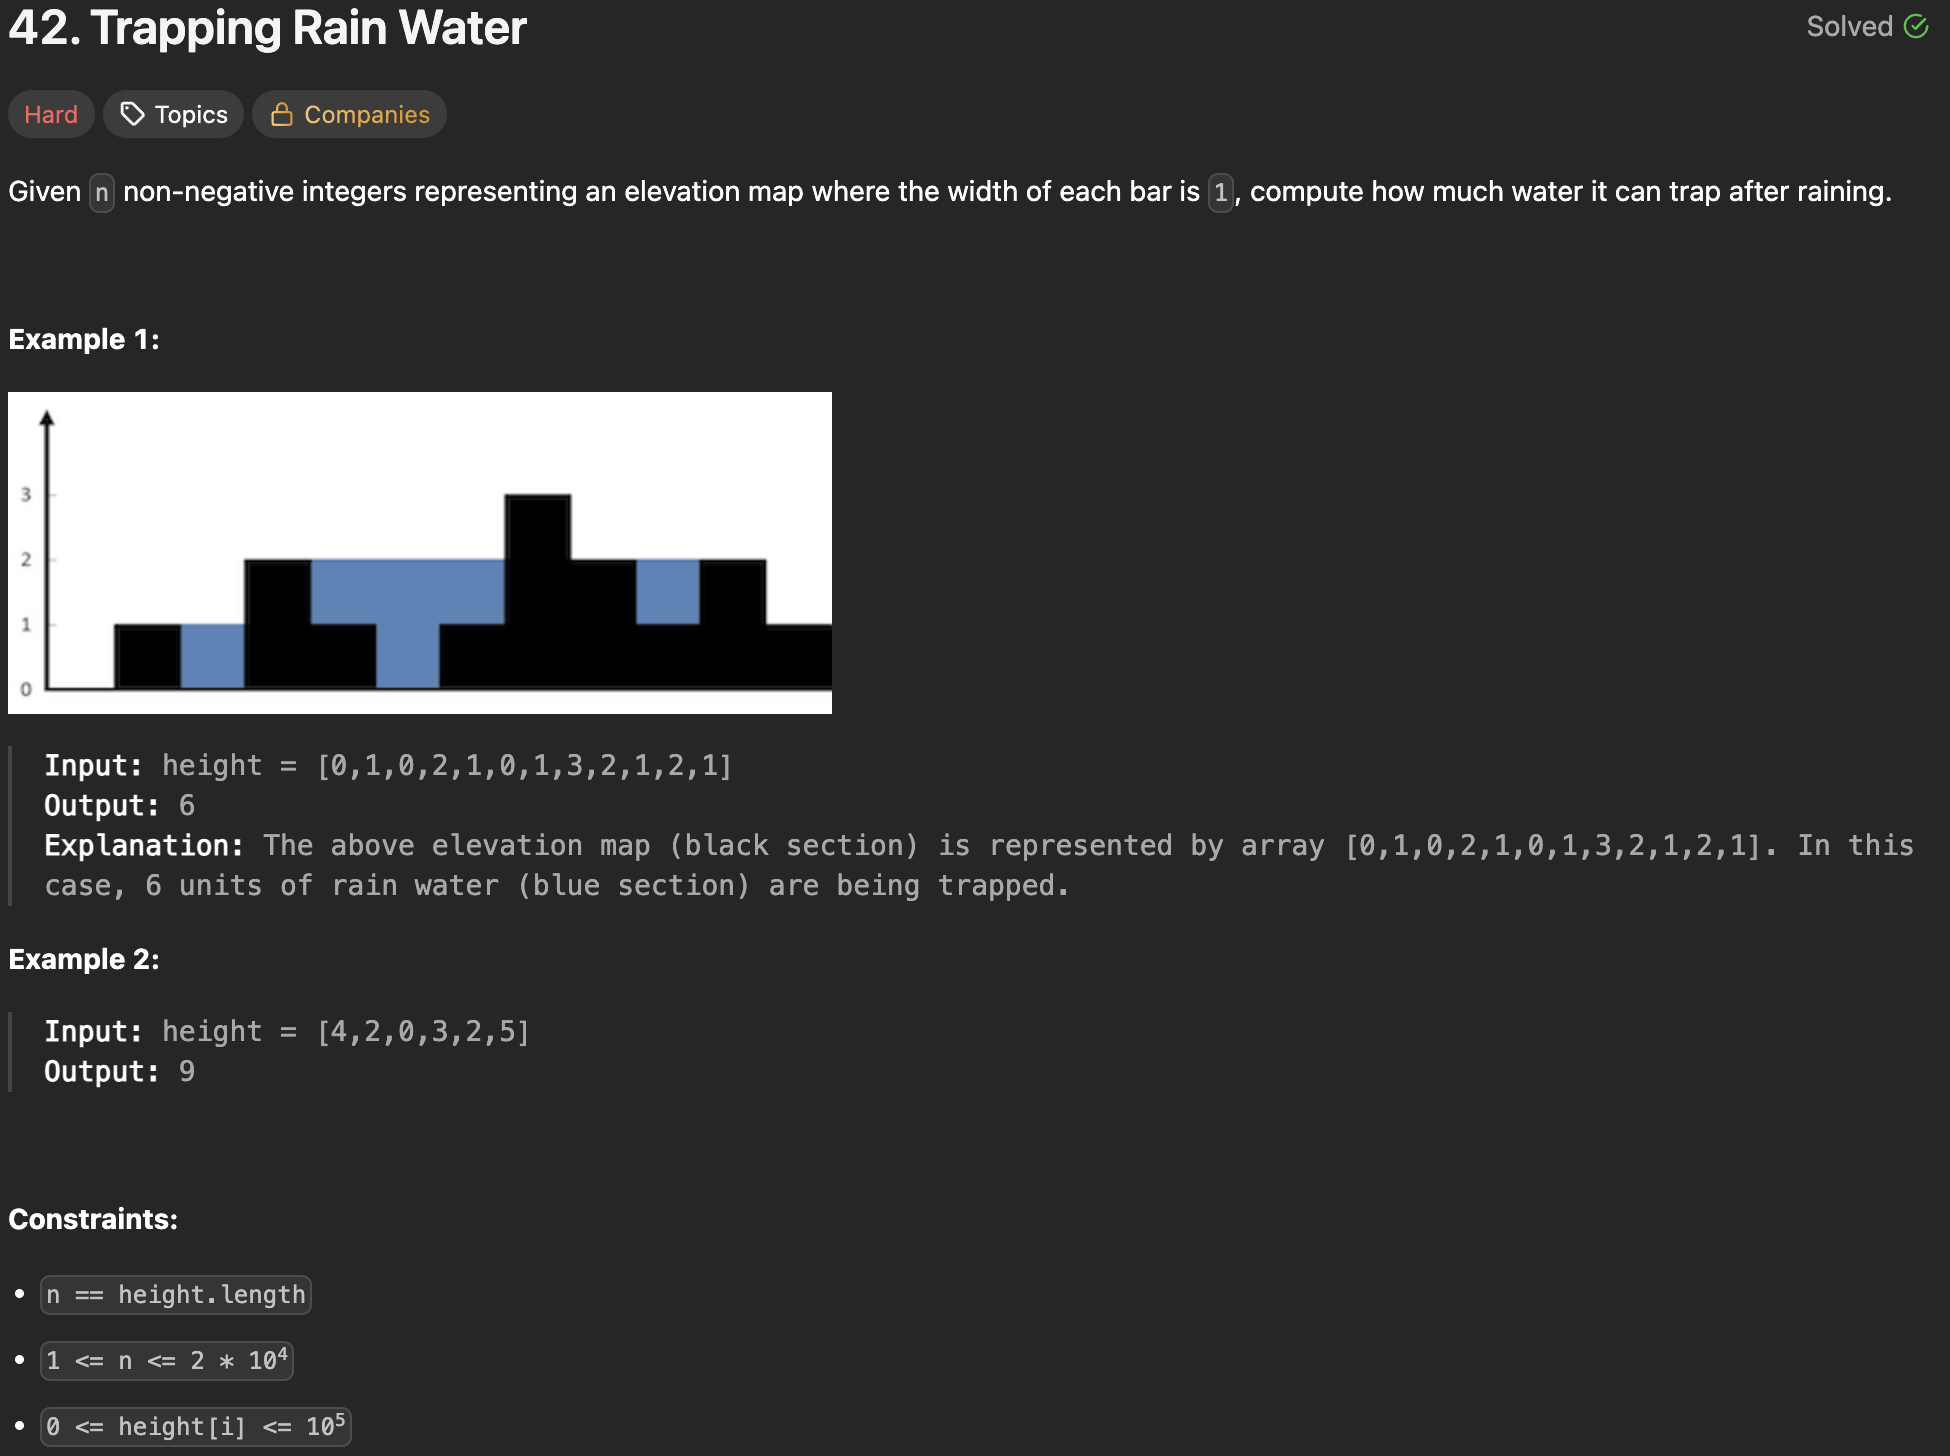 42. Trapping Rain Water
Solved
Hard Topics Companies
Given n non-negative integers representing an elevation map where the width of each bar is 1, compute how much water it can trap after raining.
Example 1:
3
2
1
0
Input: height = [0,1,0,2,1,0,1,3,2,1,2,1]
Output: 6
Explanation: The above elevation map (black section) is represented by array [0,1,0,2,1,0,1,3,2,1,2,1]. In this
case, 6 units of rain water (blue section) are being trapped.
Example 2:
Input: height = [4,2,0,3,2,5]
Output: 9
Constraints:
• n == height.length
• 1 <= n <= 2 * 10⁴
• 0 <= height[i] <= 10⁵